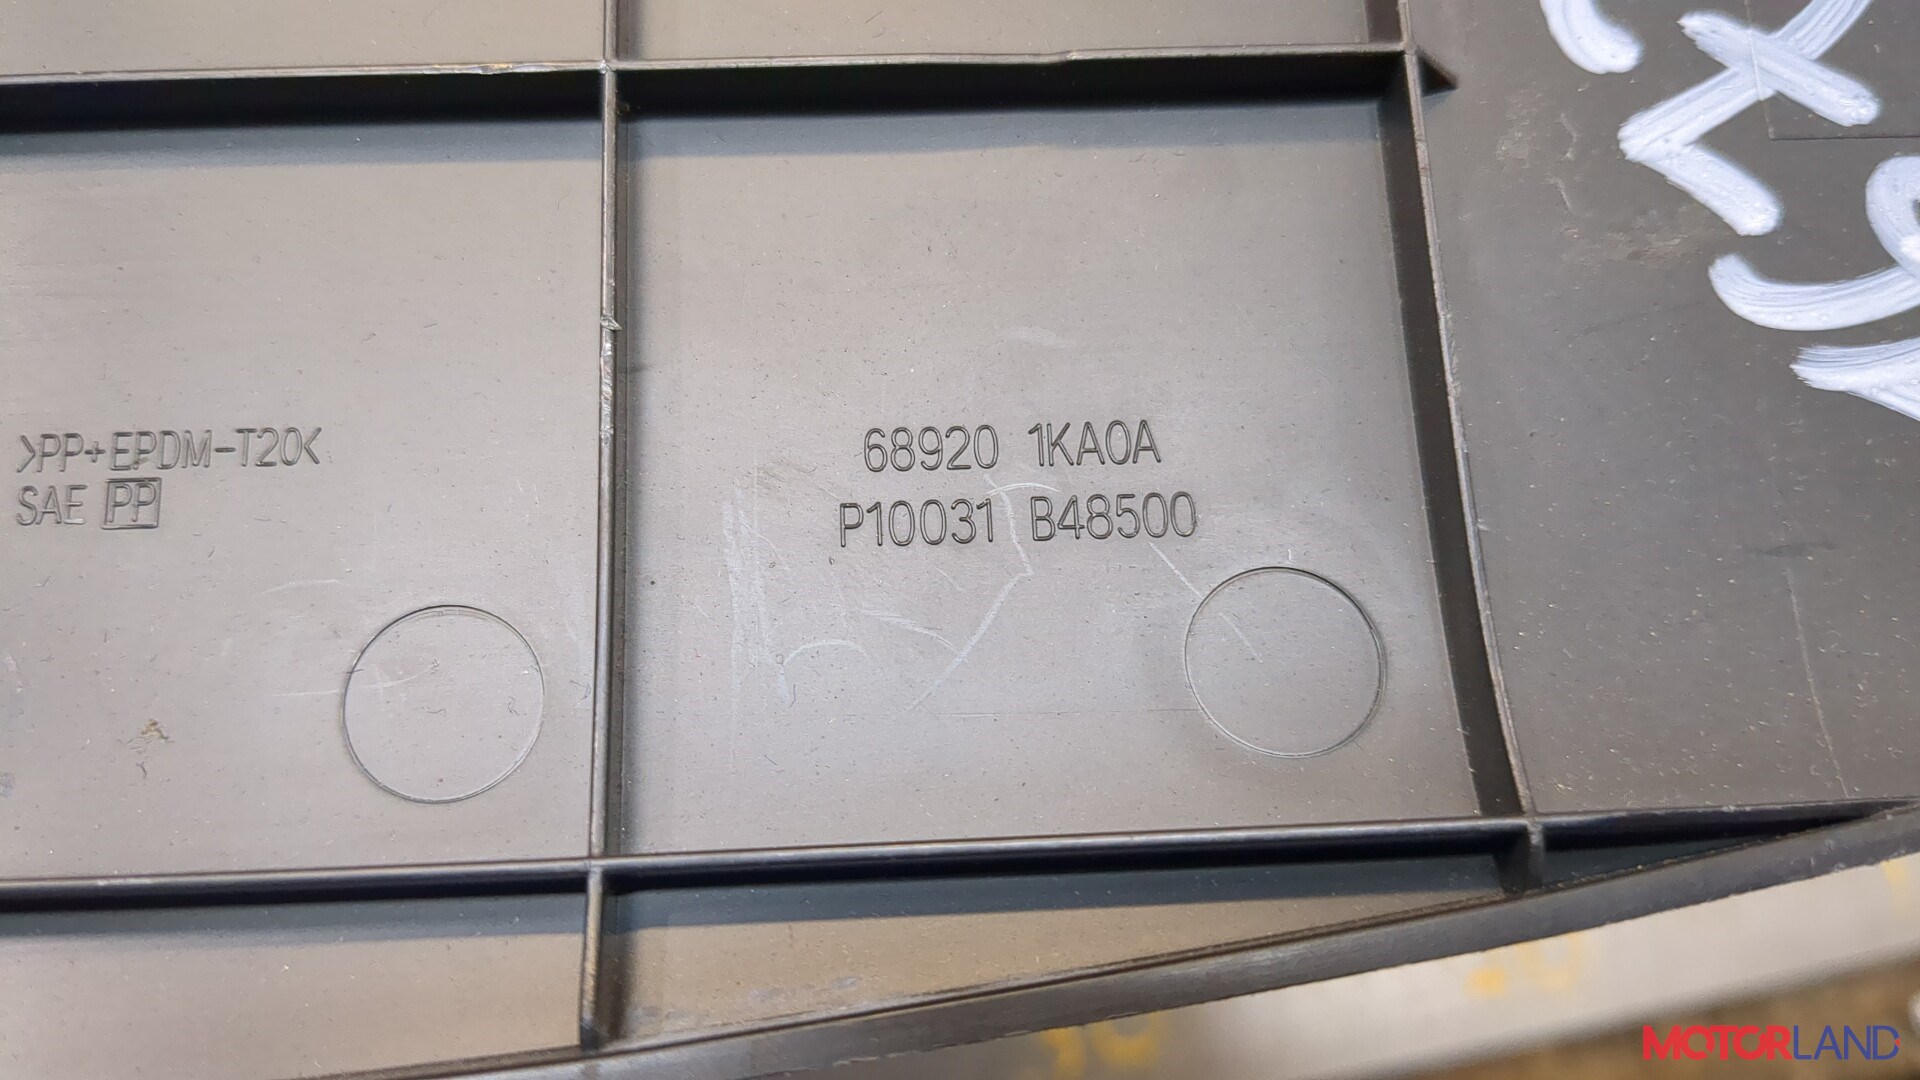 >PP+EPDM-T20<
SAE PP
68920 1KA0A
P10031 B48500
MOTORLAND